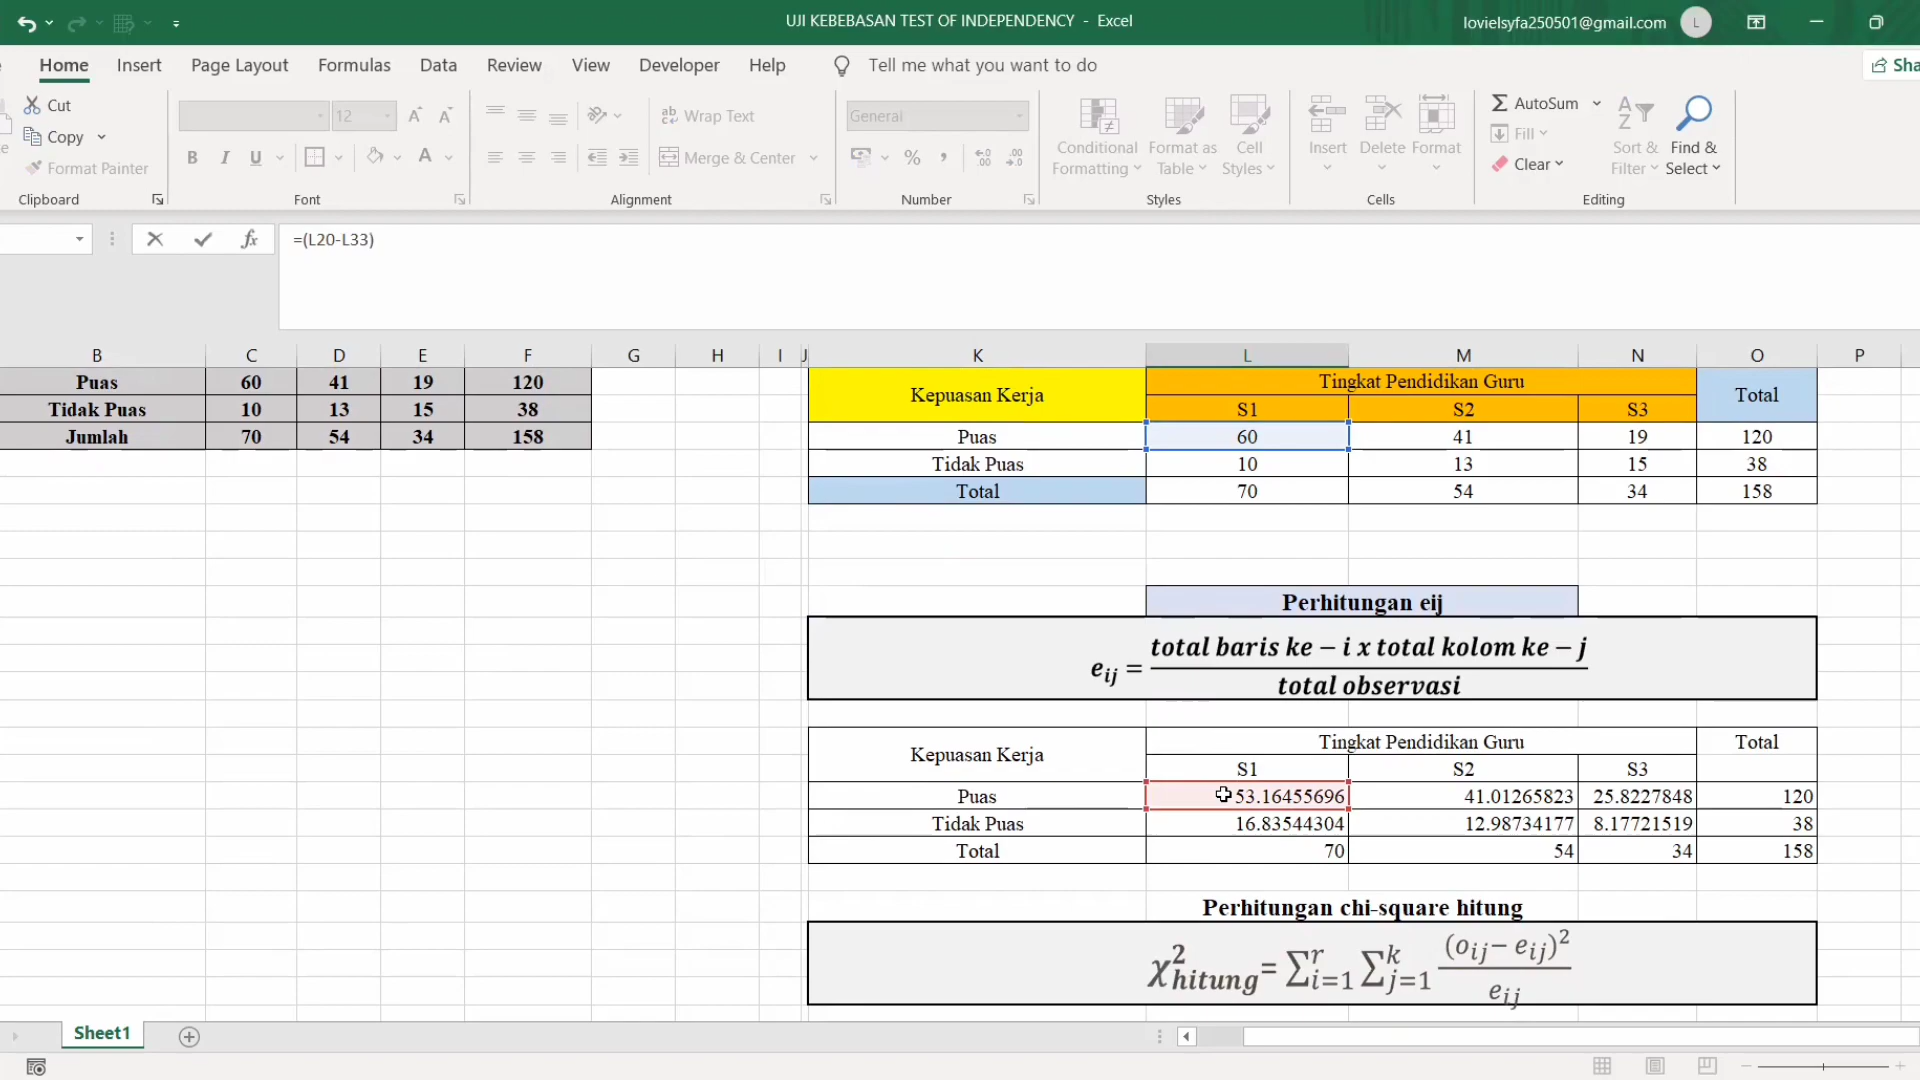 UJI KEBEBASAN TEST OF INDEPENDENCY - Excel
lovielsyfa250501@gmail.com L
Home Insert Page Layout Formulas Data Review View Developer Help Tell me what you want to do
Cut
Copy
Format Painter
Clipboard
12
B I U A
Font
ab Wrap Text
Merge & Center
Alignment
General
%
Number
Conditional Formatting
Format as Table
Cell Styles
Styles
Insert Delete Format
Cells
AutoSum
Fill
Clear
Sort & Filter
Find & Select
Editing
fx =(L20-L33)
B C D E F G H I J K L M N O P
Puas 60 41 19 120
Tidak Puas 10 13 15 38
Jumlah 70 54 34 158
Kepuasan Kerja Tingkat Pendidikan Guru Total
S1 S2 S3
Puas 60 41 19 120
Tidak Puas 10 13 15 38
Total 70 54 34 158
Perhitungan eij
e_ij = total baris ke − i x total kolom ke − j / total observasi
Kepuasan Kerja Tingkat Pendidikan Guru Total
S1 S2 S3
Puas 53.16455696 41.01265823 25.8227848 120
Tidak Puas 16.83544304 12.98734177 8.17721519 38
Total 70 54 34 158
Perhitungan chi-square hitung
χ²hitung = ∑ʳᵢ₌₁ ∑ᵏⱼ₌₁ (oᵢⱼ− eᵢⱼ)² / eᵢⱼ
Sheet1